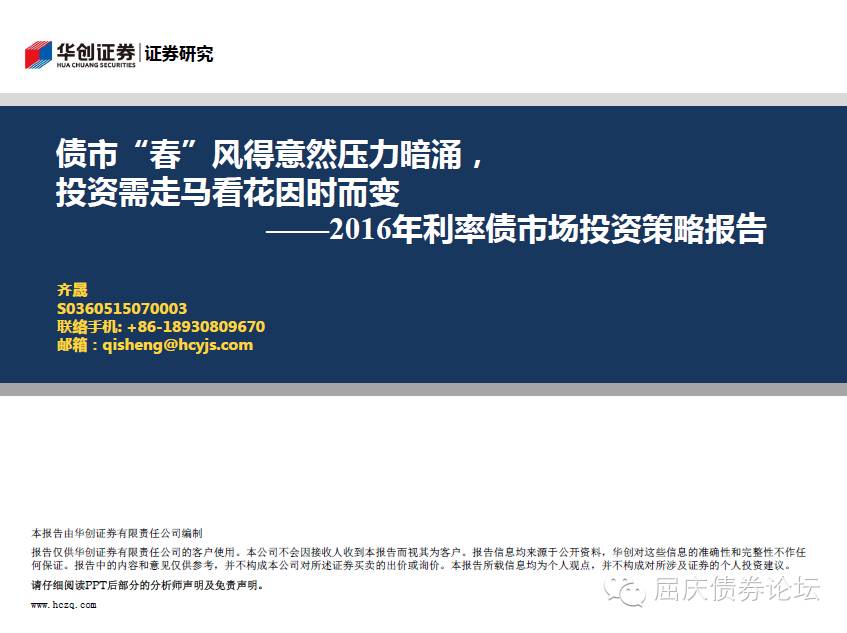 华创证券 | 证券研究
HUA CHUANG SECURITIES
债市“春”风得意然压力暗涌，
投资需走马看花因时而变
——2016年利率债市场投资策略报告
齐晟
S0360515070003
联络手机: +86-18930809670
邮箱：qisheng@hcyjs.com
本报告由华创证券有限责任公司编制
报告仅供华创证券有限责任公司的客户使用。本公司不会因接收人收到本报告而视其为客户。报告信息均来源于公开资料，华创对这些信息的准确性和完整性不作任
何保证。报告中的内容和意见仅供参考，并不构成本公司对所述证券买卖的出价或询价。本报告所载信息均为个人观点，并不构成对所涉及证券的个人投资建议。
请仔细阅读PPT后部分的分析师声明及免责声明。
www.hczq.com
屈庆债券论坛